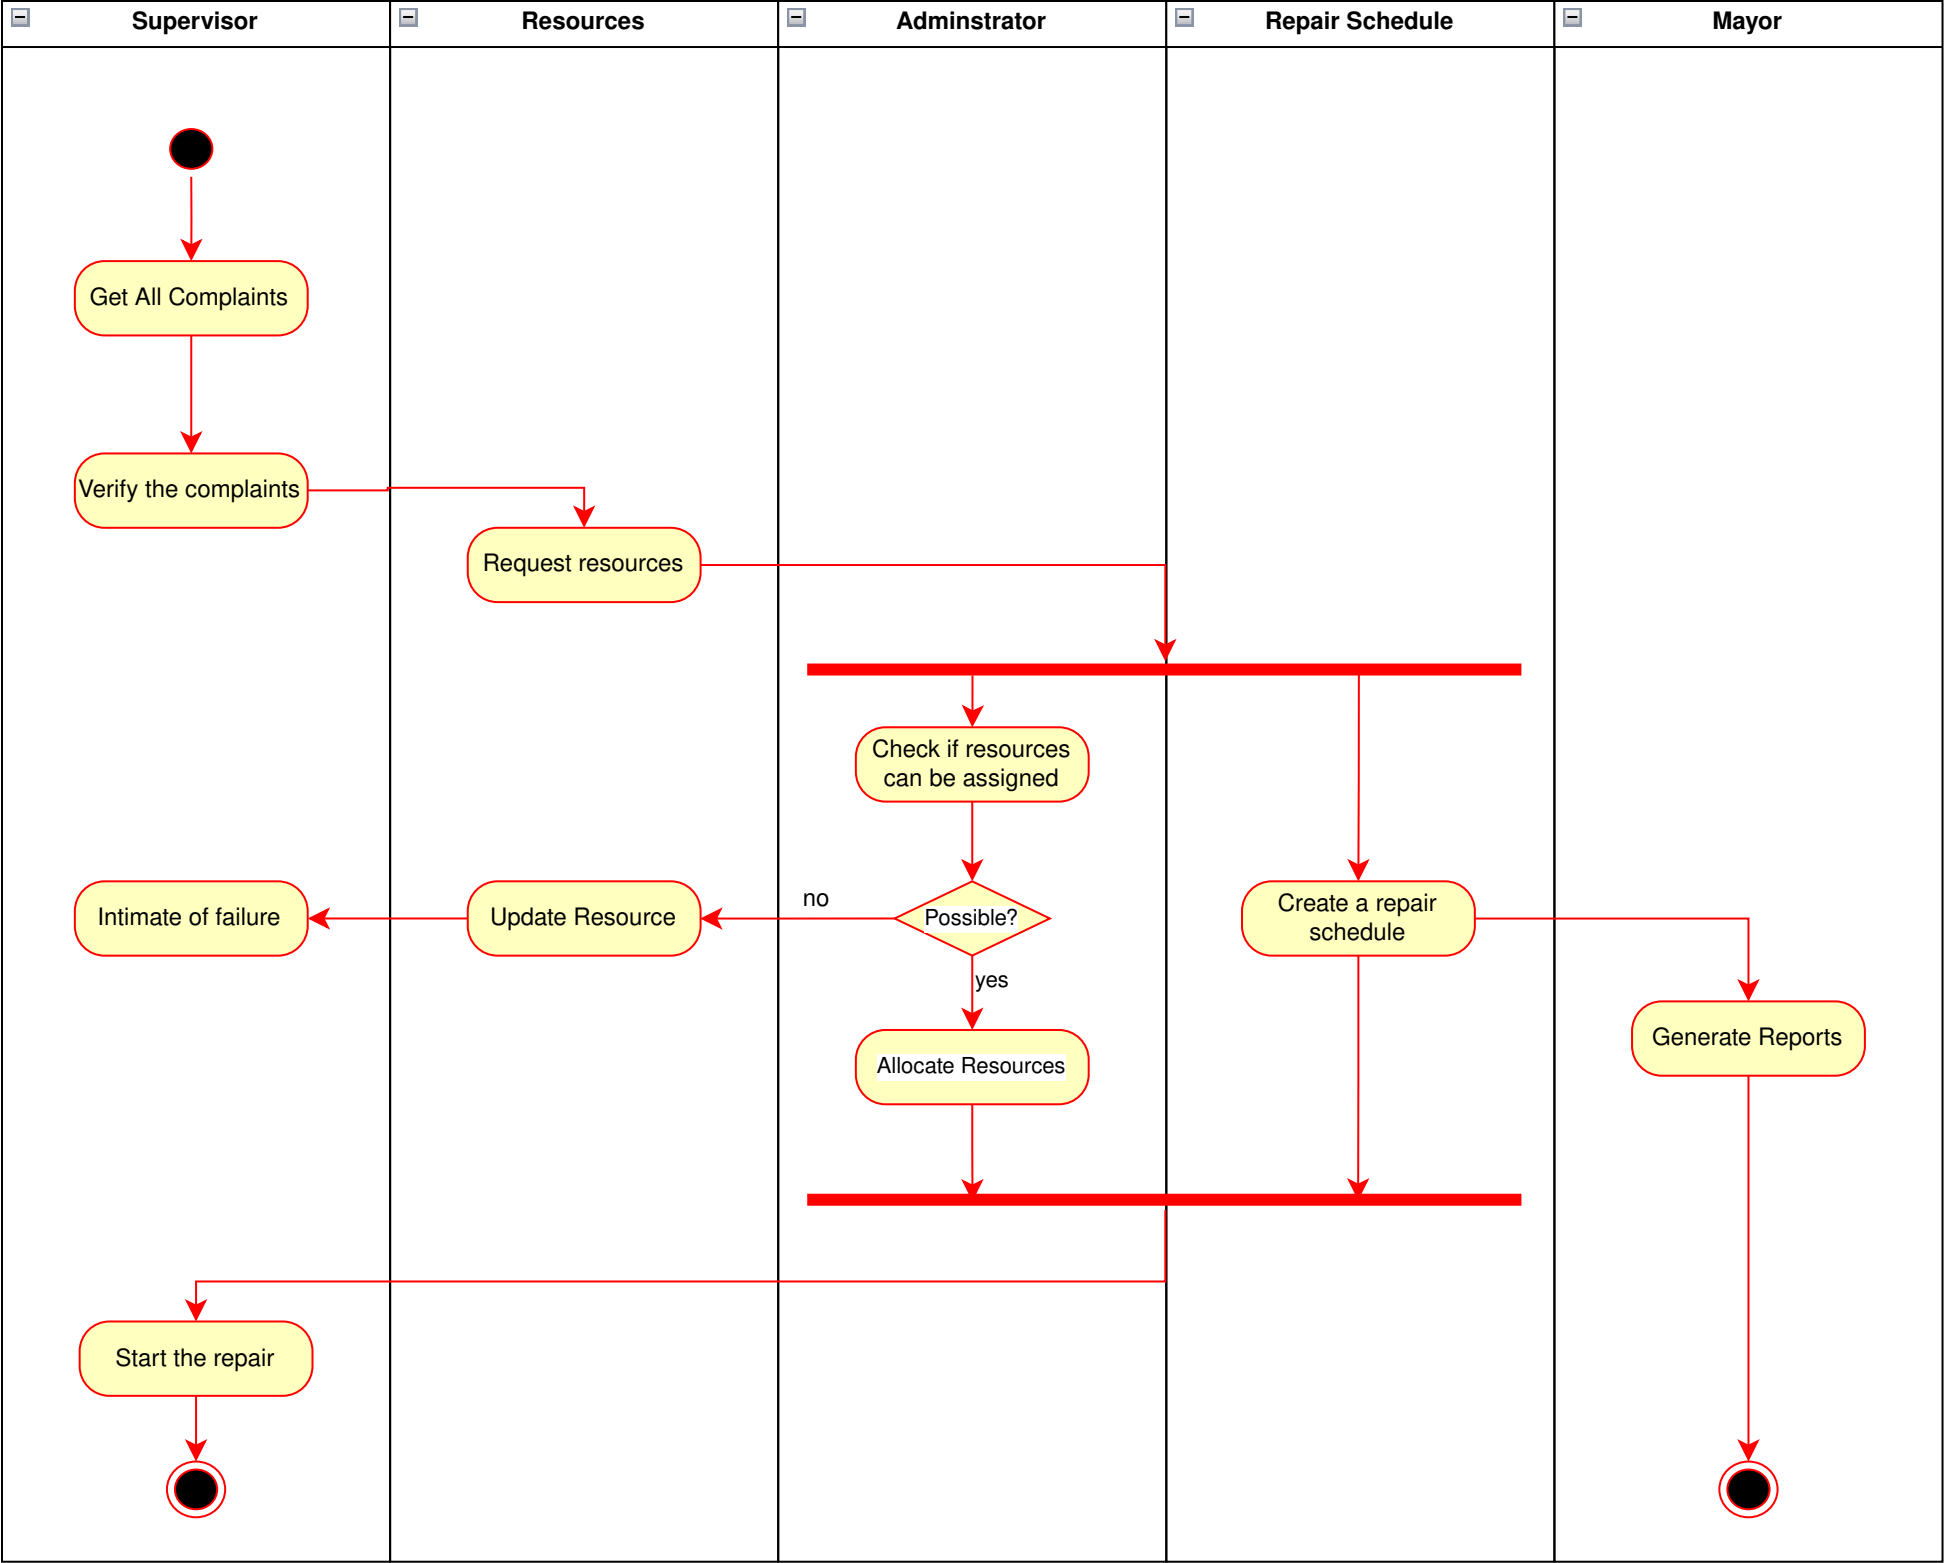 Supervisor
Resources
Adminstrator
Repair Schedule
Mayor
Get All Complaints
Verify the complaints
Request resources
Check if resources
can be assigned
Intimate of failure
Update Resource
no
Possible?
Create a repair
schedule
yes
Generate Reports
Allocate Resources
Start the repair